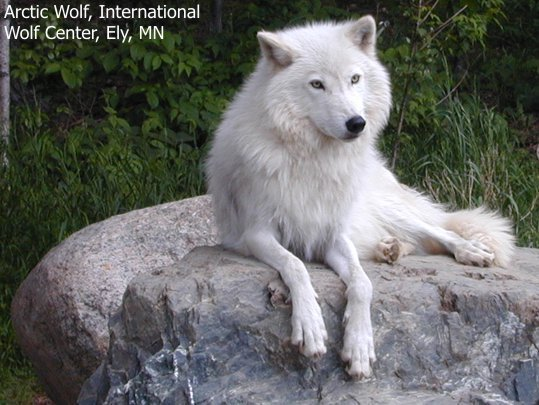 Arctic Wolf, International
Wolf Center, Ely, MN